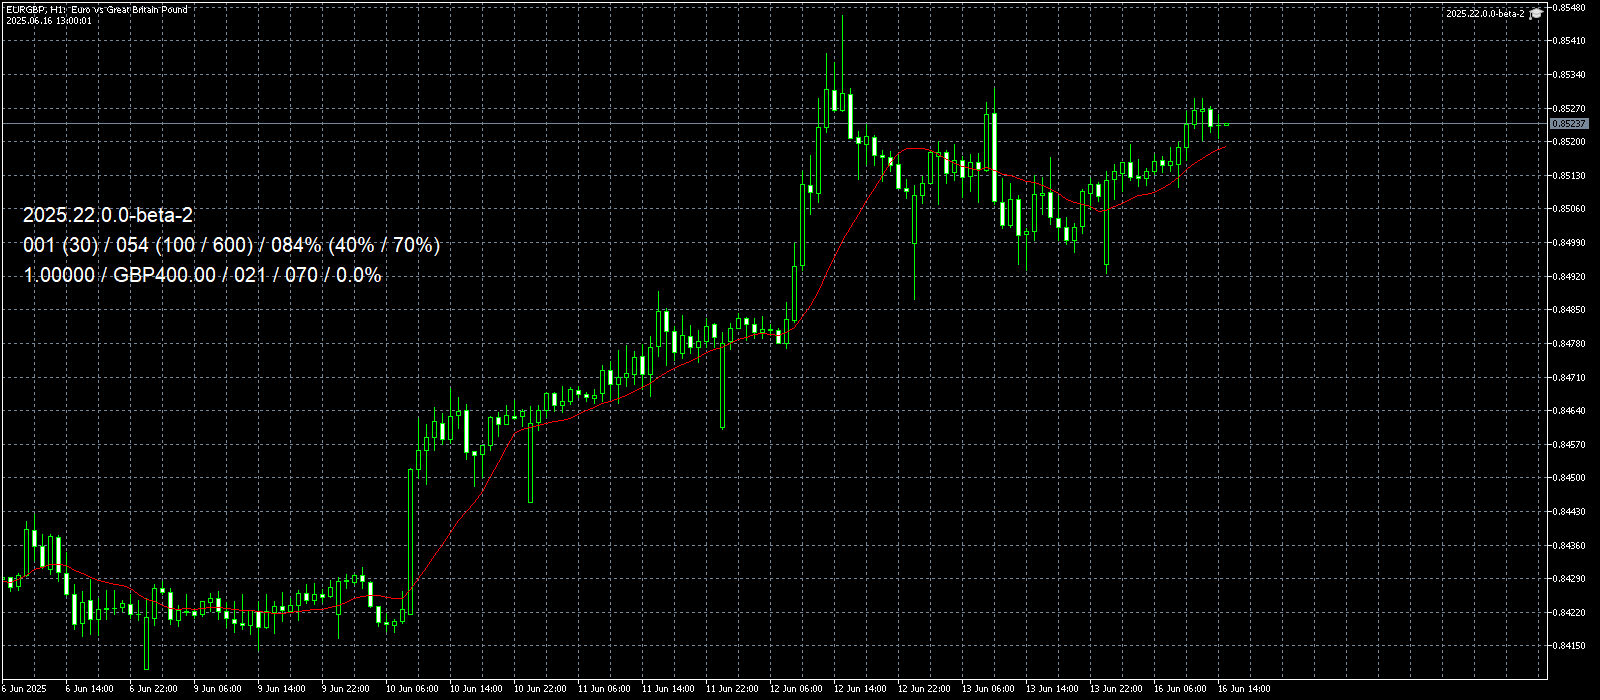 EURGBP, H1: Euro vs Great Britain Pound
2025.06.16 13:00:01
2025.22.0.0-beta-2
2025.22.0.0-beta-2
001 (30) / 054 (100 / 600) / 084% (40% / 70%)
1.00000 / GBP400.00 / 021 / 070 / 0.0%
0.85480
0.85410
0.85340
0.85270
0.85237
0.85200
0.85130
0.85060
0.84990
0.84920
0.84850
0.84780
0.84710
0.84640
0.84570
0.84500
0.84430
0.84360
0.84290
0.84220
0.84150
6 Jun 2025
6 Jun 14:00
6 Jun 22:00
9 Jun 06:00
9 Jun 14:00
9 Jun 22:00
10 Jun 06:00
10 Jun 14:00
10 Jun 22:00
11 Jun 06:00
11 Jun 14:00
11 Jun 22:00
12 Jun 06:00
12 Jun 14:00
12 Jun 22:00
13 Jun 06:00
13 Jun 14:00
13 Jun 22:00
16 Jun 06:00
16 Jun 14:00